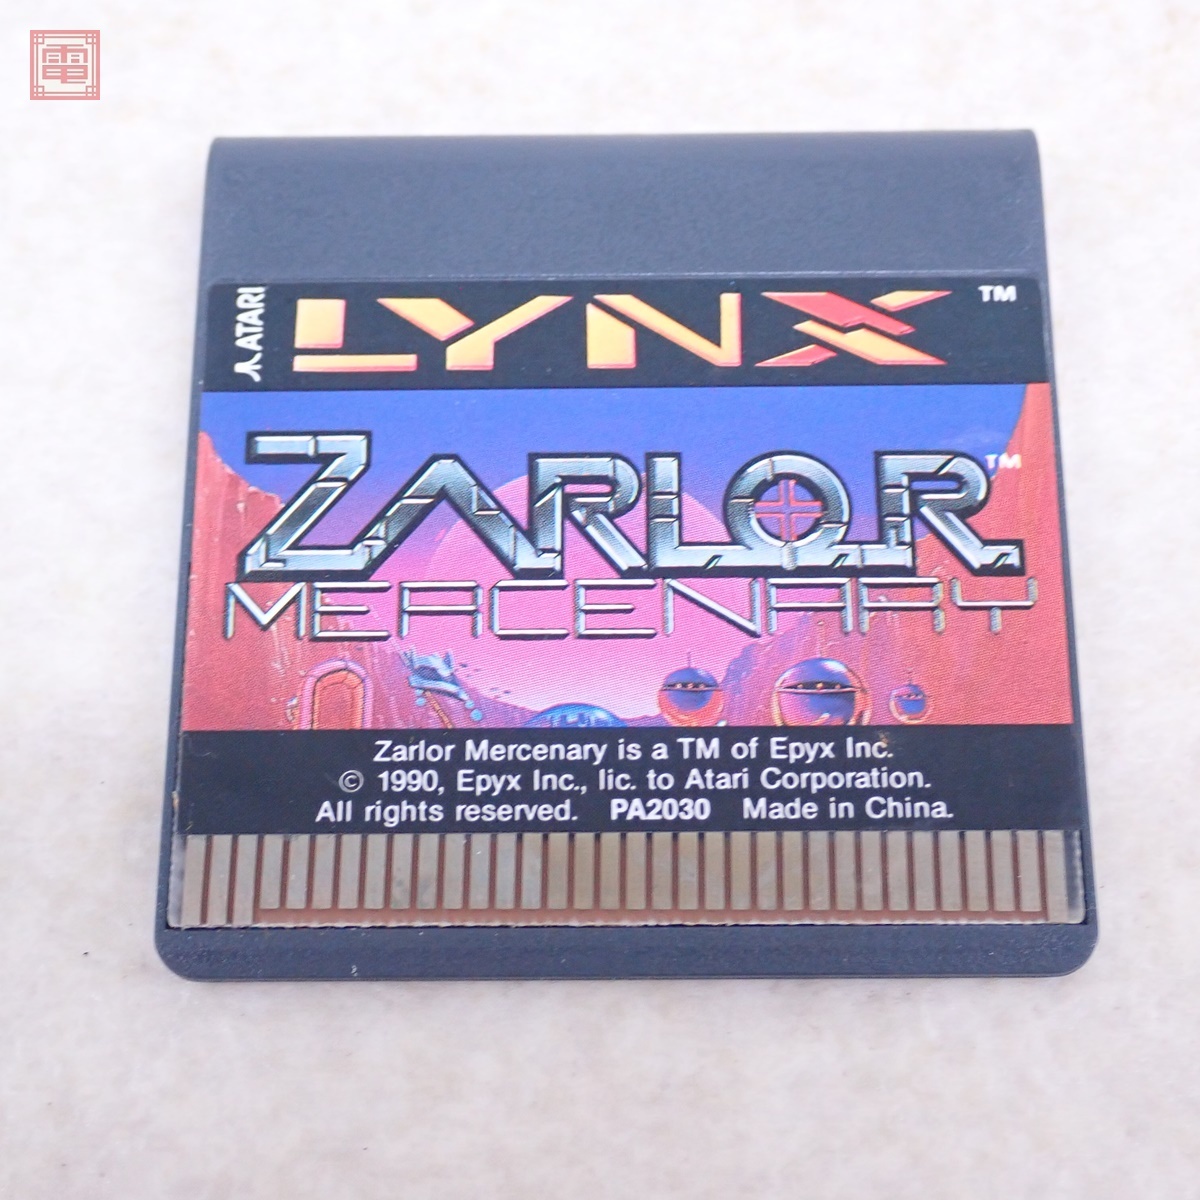 電
ATARI
LYNX TM
ZARLOR TM
MERCENARY
Zarlor Mercenary is a TM of Epyx Inc.
© 1990, Epyx Inc., lic. to Atari Corporation.
All rights reserved. PA2030 Made in China.